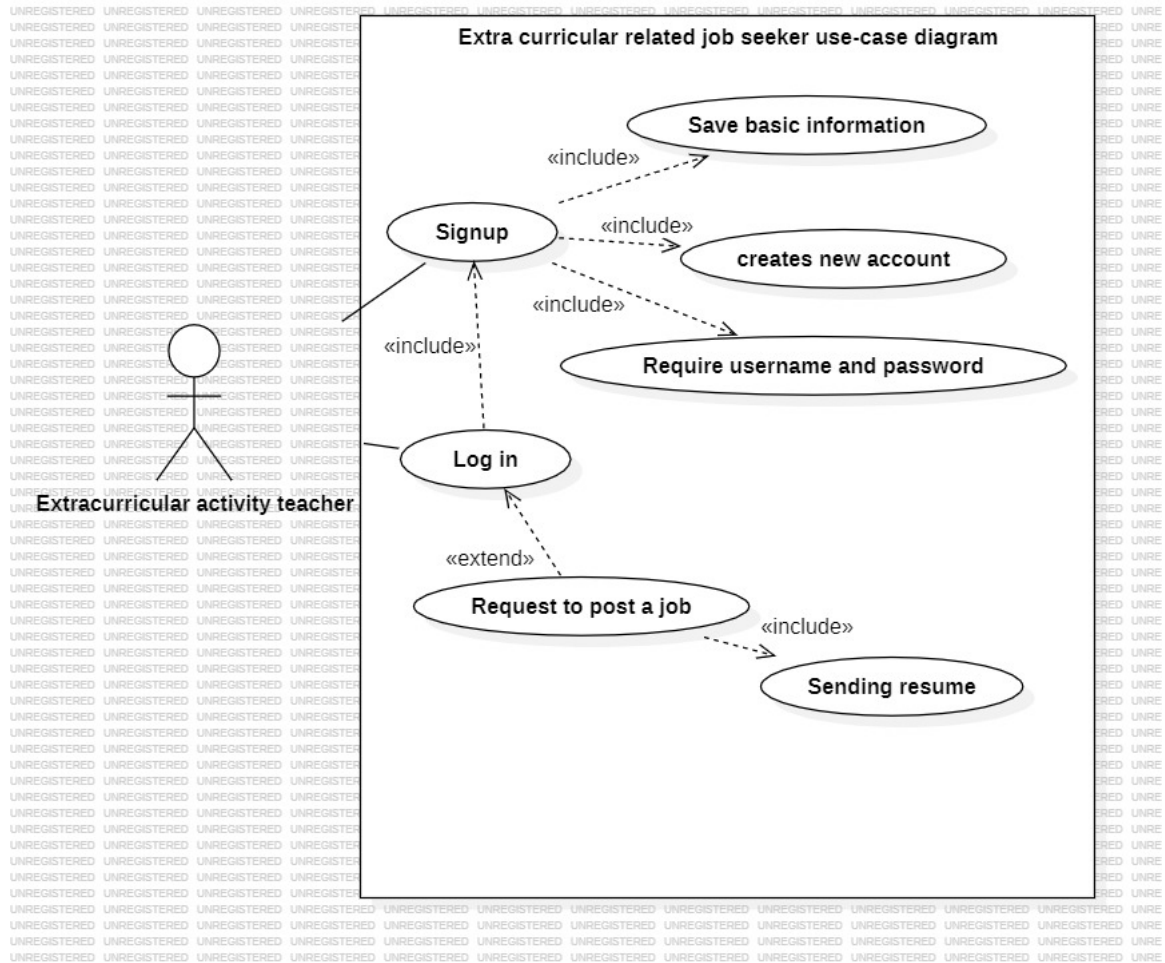 Extra curricular related job seeker use-case diagram
Save basic information
«include»
Signup
«include»
creates new account
«include»
Require username and password
«include»
Log in
Extracurricular activity teacher
«extend»
Request to post a job
«include»
Sending resume
UNREGISTERED